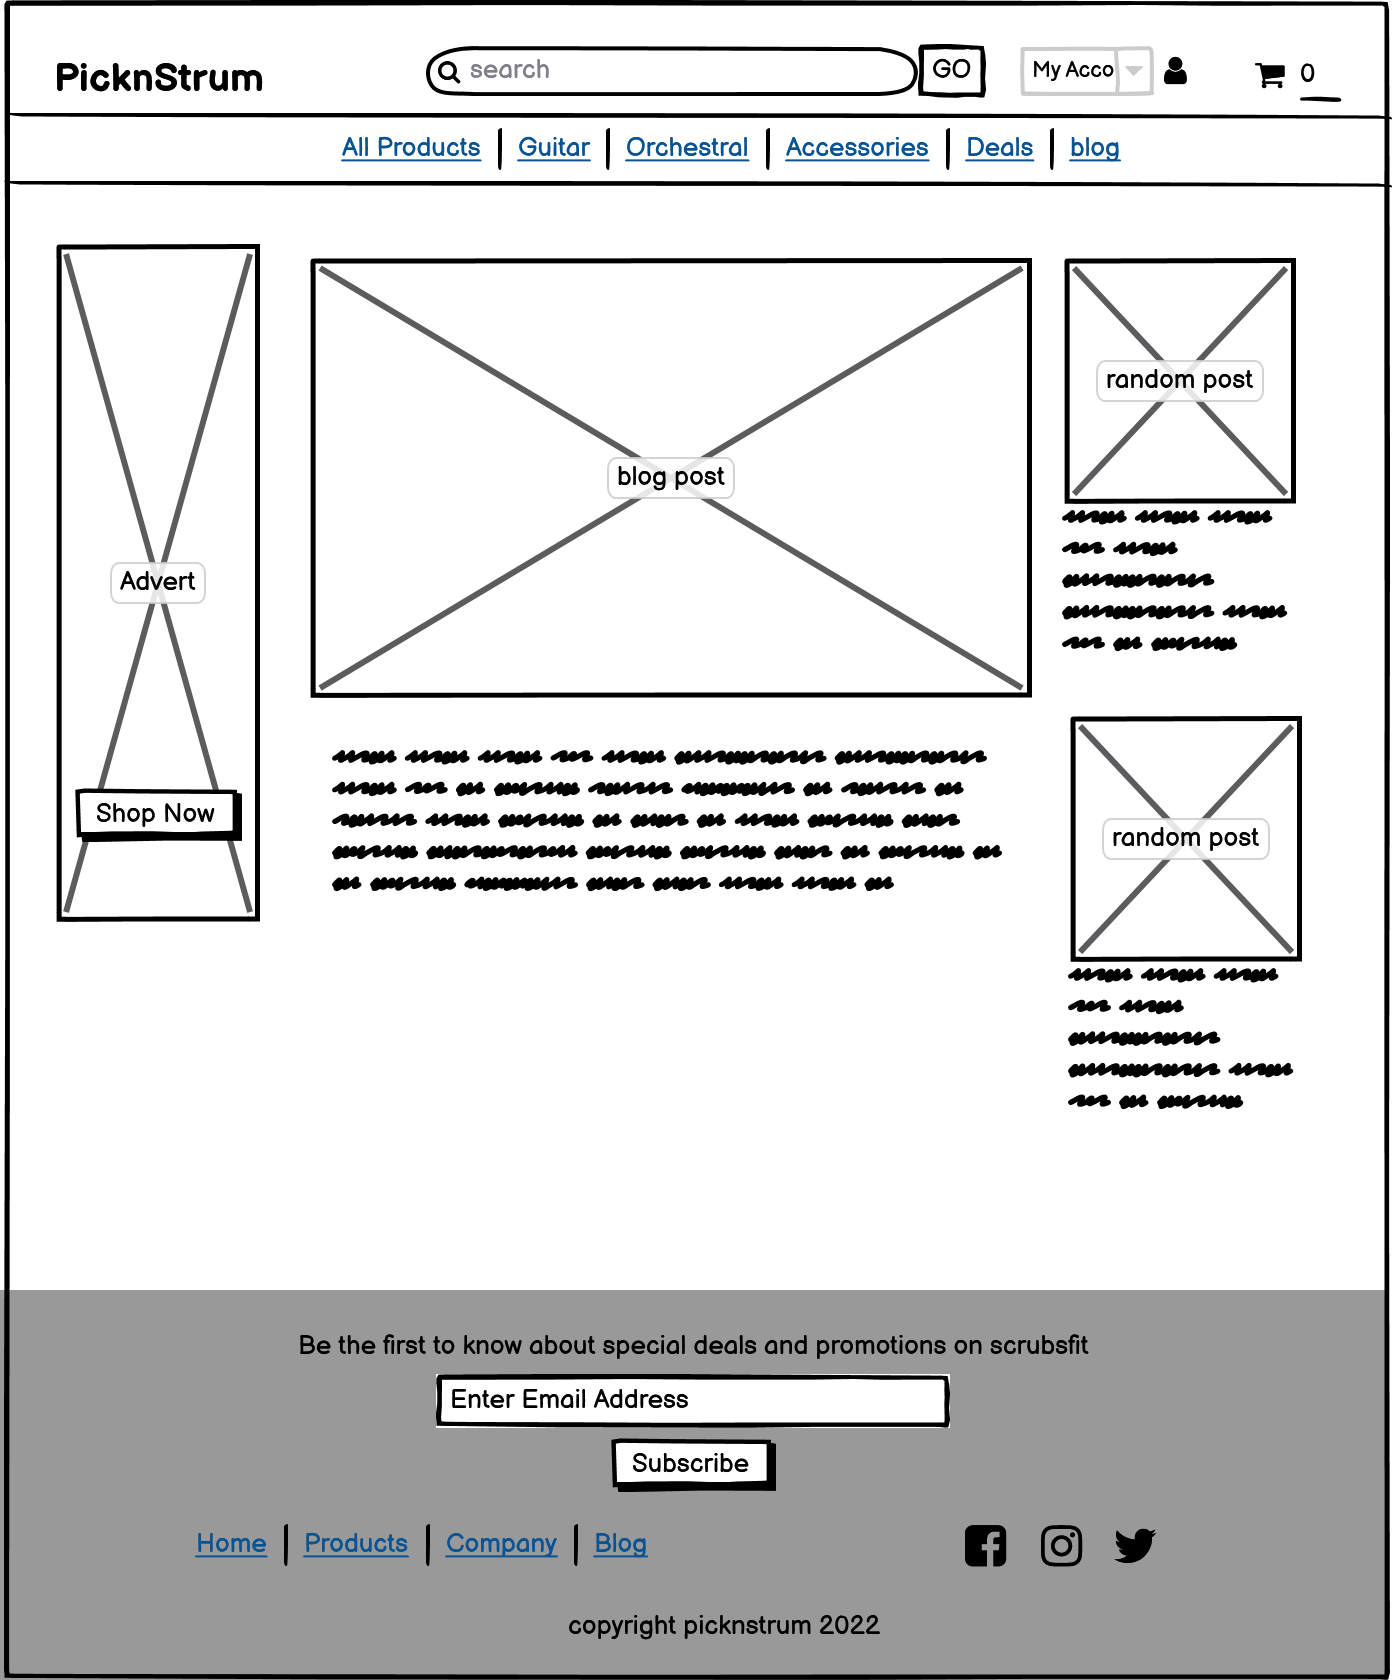 PicknStrum
search
GO
My Acco
0
All Products
Guitar
Orchestral
Accessories
Deals
blog
Advert
Shop Now
blog post
random post
random post
Be the first to know about special deals and promotions on scrubsfit
Enter Email Address
Subscribe
Home
Products
Company
Blog
copyright picknstrum 2022